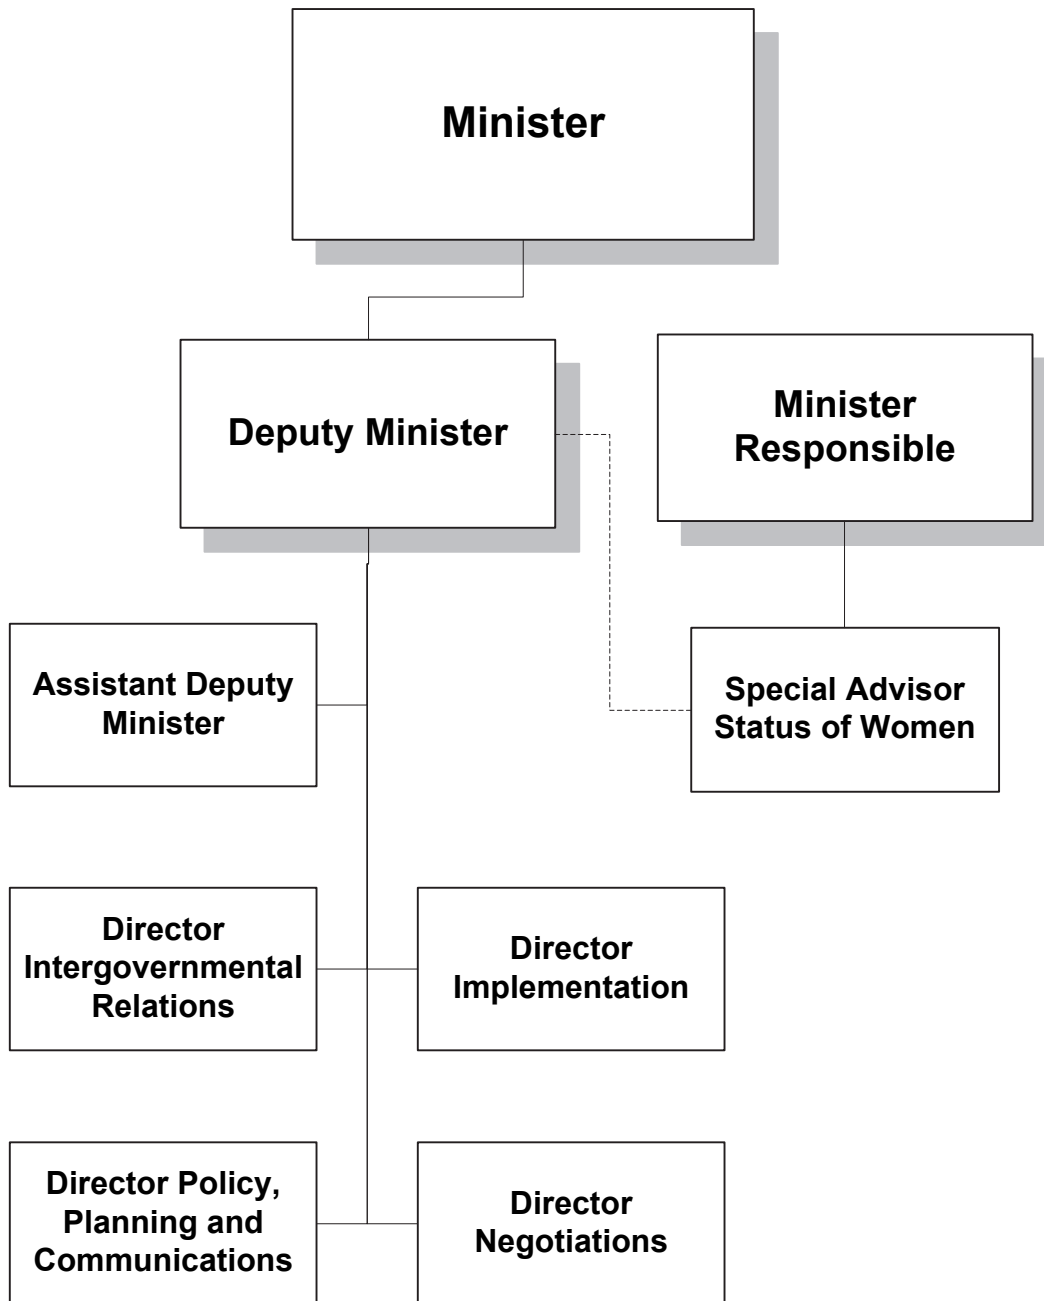 Minister
Deputy Minister
Minister
Responsible
Assistant Deputy
Minister
Special Advisor
Status of Women
Director
Intergovernmental
Relations
Director
Implementation
Director Policy,
Planning and
Communications
Director
Negotiations